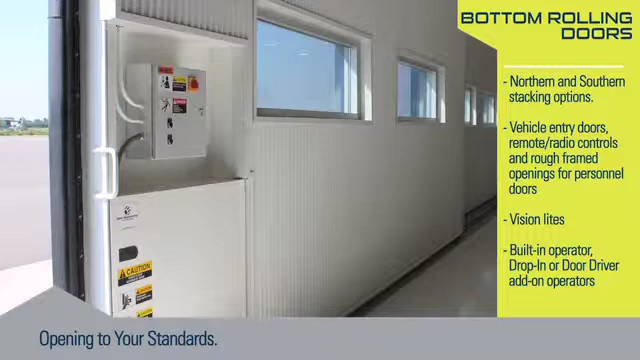 BOTTOM ROLLING
DOORS
- Northern and Southern
stacking options.
- Vehicle entry doors,
remote/radio controls
and rough framed
openings for personnel
doors
- Vision lites
- Built-in operator,
Drop-In or Door Driver
add-on operators
CAUTION
Opening to Your Standards.